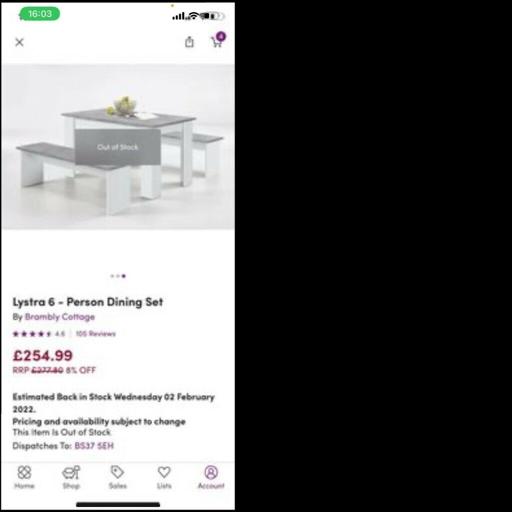 16:03
4
Out of Stock
Lystra 6 - Person Dining Set
By Brambly Cottage
4.6 | 105 Reviews
£254.99
RRP £277.80 8% OFF
Estimated Back in Stock Wednesday 02 February
2022.
Pricing and availability subject to change
This Item Is Out of Stock
Dispatches To: BS37 5EH
Home Shop Sales Lists Account